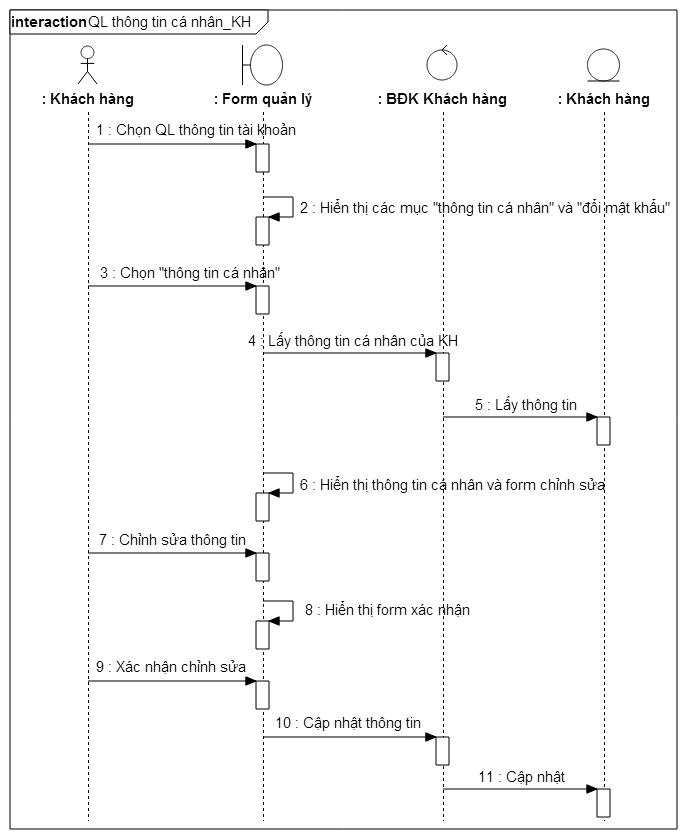 interaction QL thông tin cá nhân_KH
: Khách hàng
: Form quản lý
: BĐK Khách hàng
: Khách hàng
1 : Chọn QL thông tin tài khoản
2 : Hiển thị các mục "thông tin cá nhân" và "đổi mật khẩu"
3 : Chọn "thông tin cá nhân"
4 : Lấy thông tin cá nhân của KH
5 : Lấy thông tin
6 : Hiển thị thông tin cá nhân và form chỉnh sửa
7 : Chỉnh sửa thông tin
8 : Hiển thị form xác nhận
9 : Xác nhận chỉnh sửa
10 : Cập nhật thông tin
11 : Cập nhật